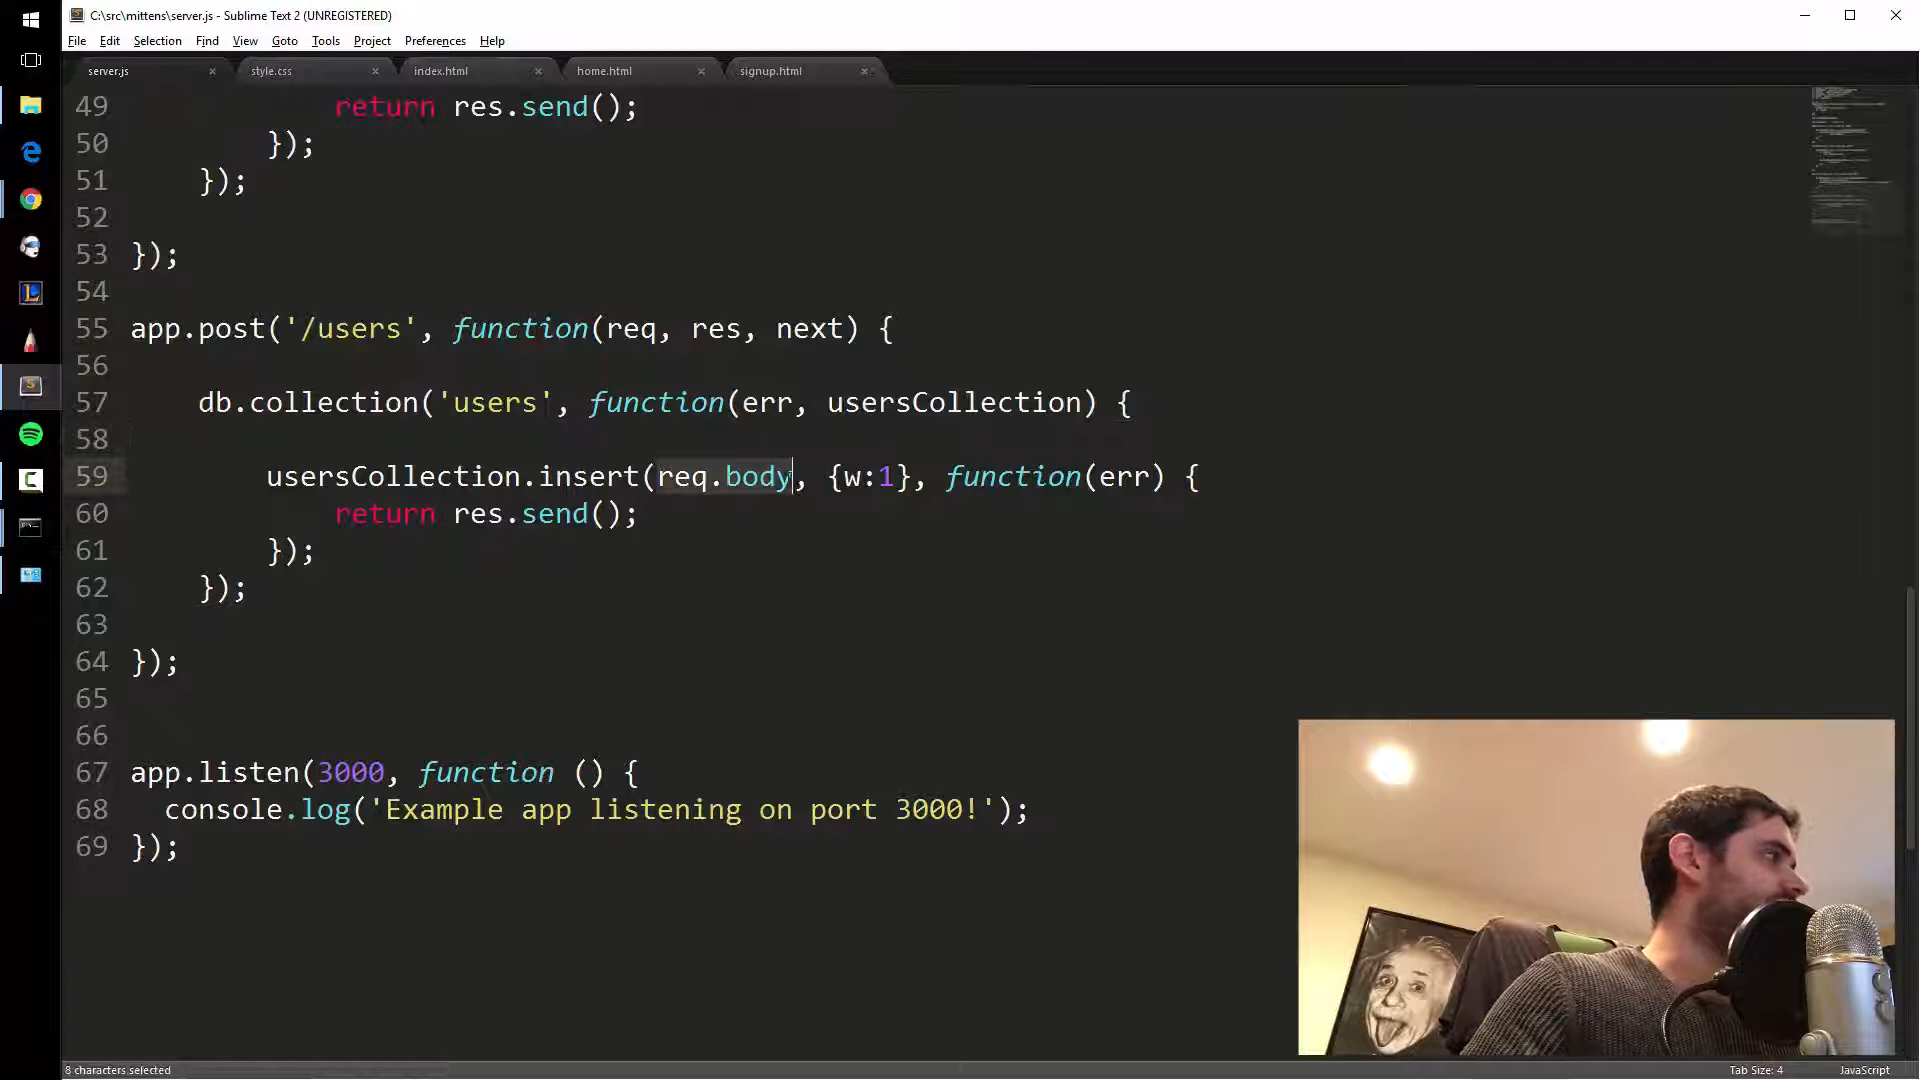 C:\src\mittens\server.js - Sublime Text 2 (UNREGISTERED)
File Edit Selection Find View Goto Tools Project Preferences Help
server.js × style.css × index.html × home.html × signup.html ×
49 return res.send();
50 });
51 });
52
53 });
54
55 app.post('/users', function(req, res, next) {
56
57 db.collection('users', function(err, usersCollection) {
58
59 usersCollection.insert(req.body, {w:1}, function(err) {
60 return res.send();
61 });
62 });
63
64 });
65
66
67 app.listen(3000, function () {
68 console.log('Example app listening on port 3000!');
69 });
8 characters selected Tab Size: 4 JavaScript